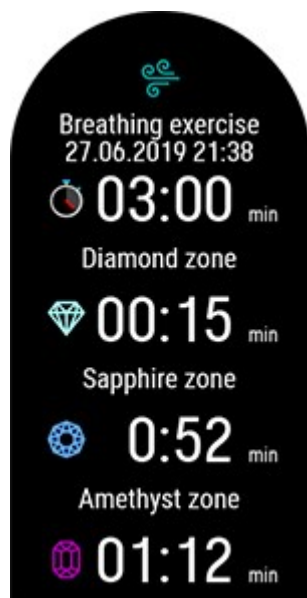 Breathing exercise
27.06.2019 21:38
03:00 min
Diamond zone
00:15 min
Sapphire zone
0:52 min
Amethyst zone
01:12 min